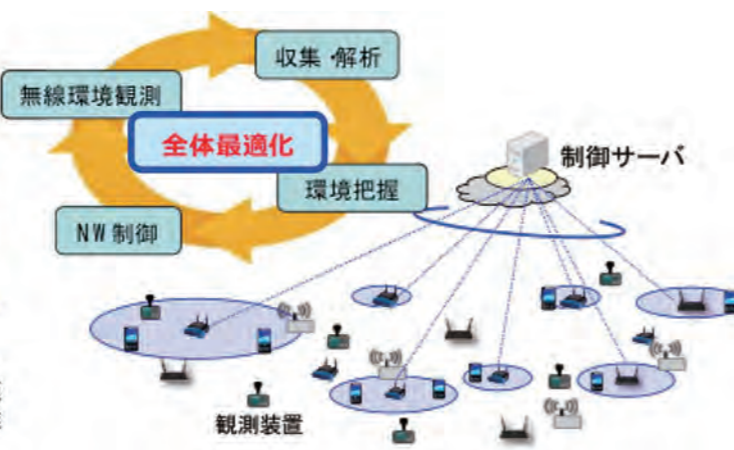 収集・解析
無線環境観測
全体最適化
環境把握
NW制御
制御サーバ
観測装置